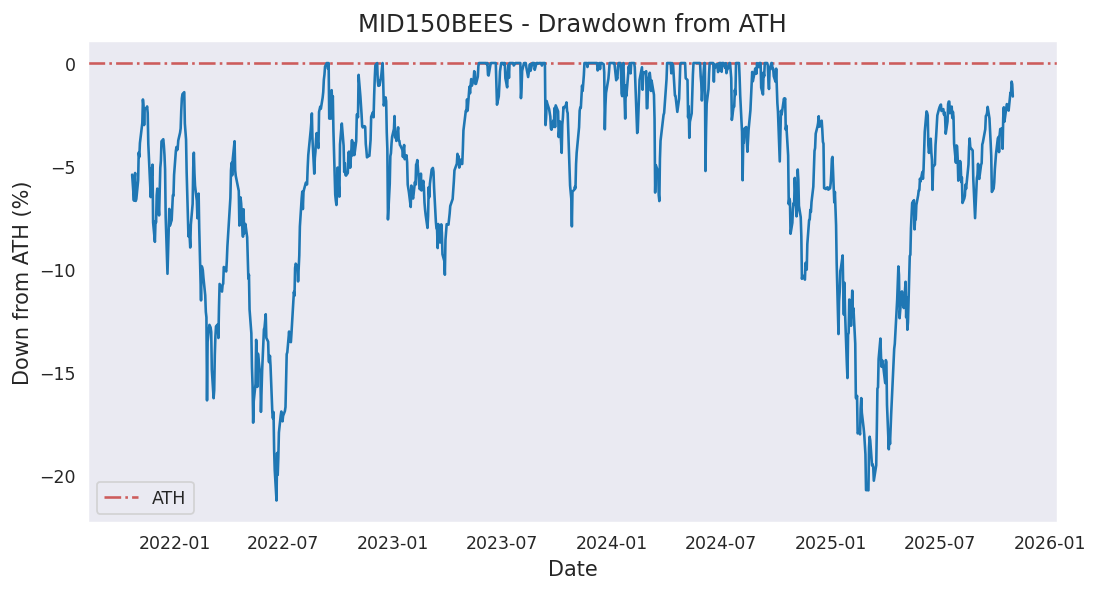 MID150BEES - Drawdown from ATH
Down from ATH (%)
0
−5
−10
−15
−20
ATH
2022-01 2022-07 2023-01 2023-07 2024-01 2024-07 2025-01 2025-07 2026-01
Date